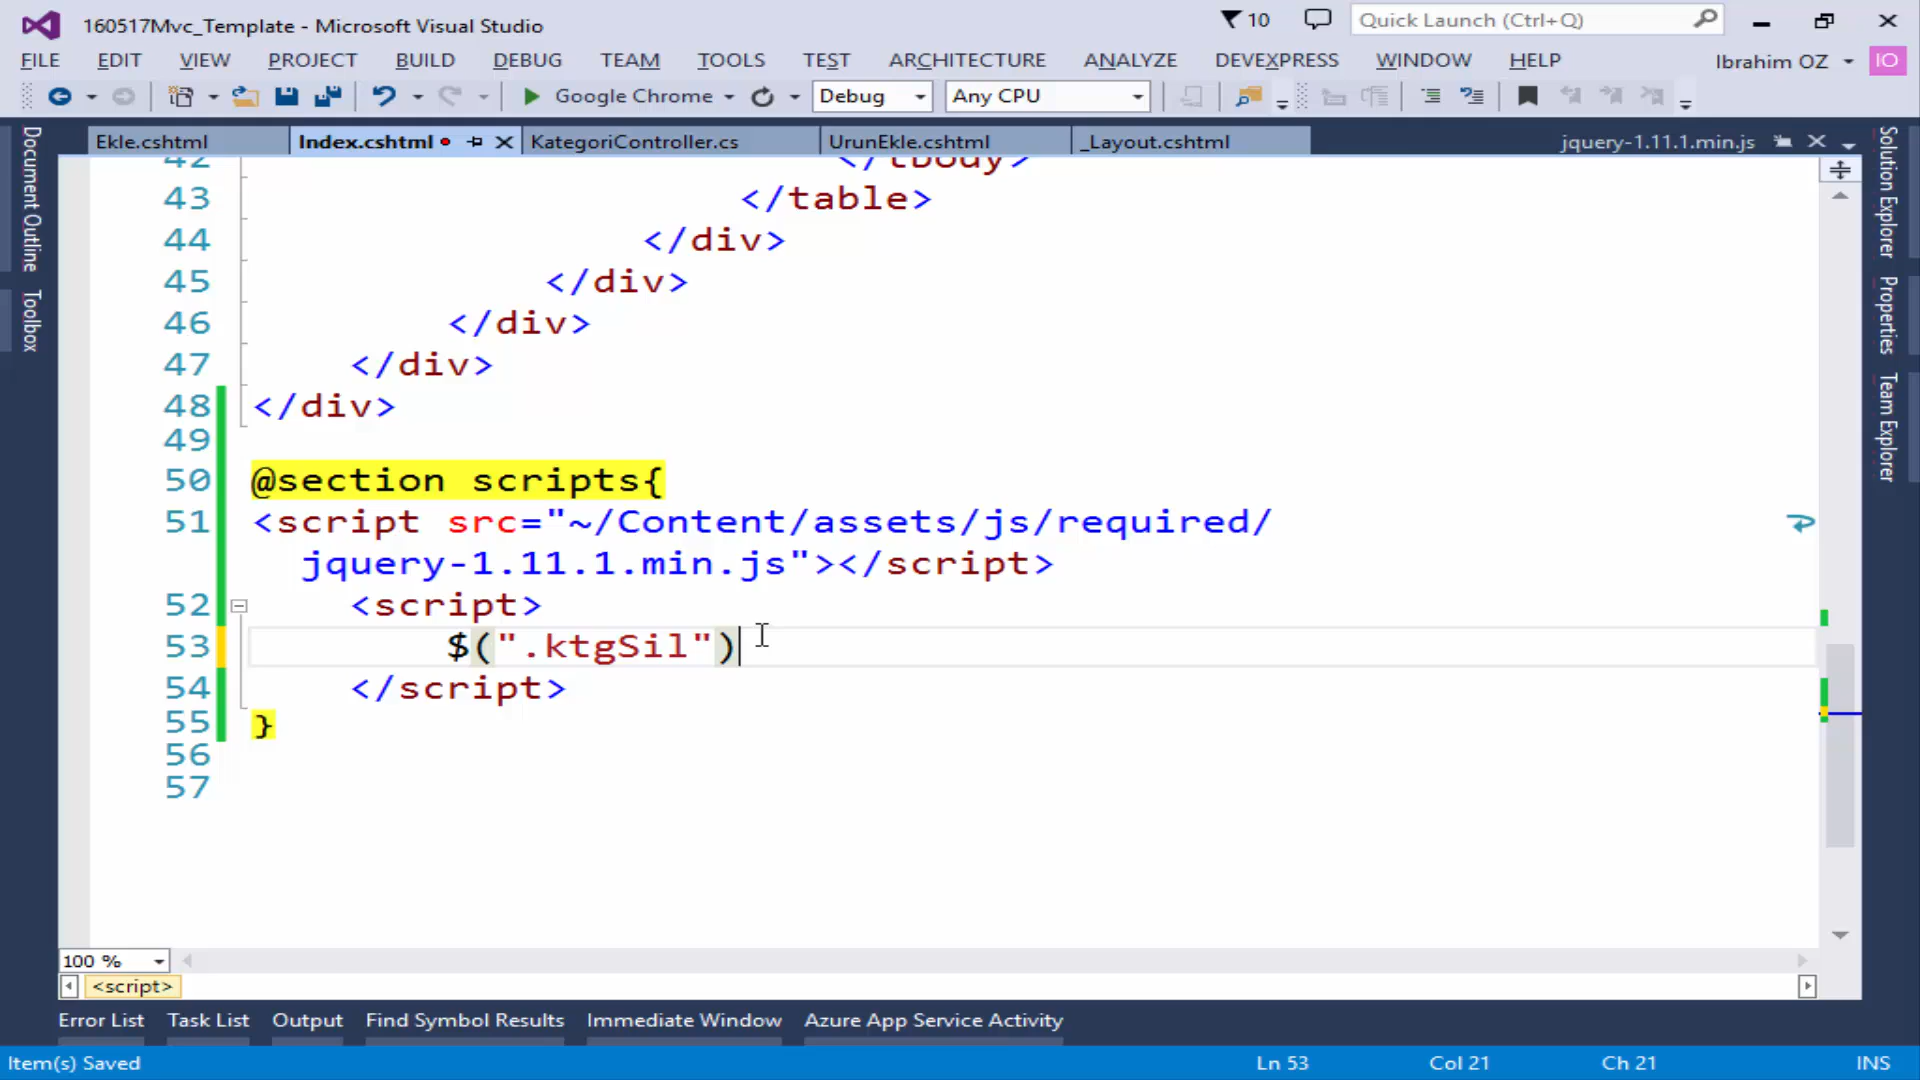 160517Mvc_Template - Microsoft Visual Studio
10
Quick Launch (Ctrl+Q)
FILE EDIT VIEW PROJECT BUILD DEBUG TEAM TOOLS TEST ARCHITECTURE ANALYZE DEVEXPRESS WINDOW HELP Ibrahim OZ IO
Google Chrome Debug Any CPU
Ekle.cshtml Index.cshtml KategoriController.cs UrunEkle.cshtml _Layout.cshtml jquery-1.11.1.min.js
Document Outline
Toolbox
Solution Explorer
Properties
Team Explorer
42 </tbody>
43 </table>
44 </div>
45 </div>
46 </div>
47 </div>
48 </div>
49
50 @section scripts{
51 <script src="~/Content/assets/js/required/
jquery-1.11.1.min.js"></script>
52 <script>
53 $(".ktgSil")
54 </script>
55 }
56
57
100 %
<script>
Error List Task List Output Find Symbol Results Immediate Window Azure App Service Activity
Item(s) Saved Ln 53 Col 21 Ch 21 INS